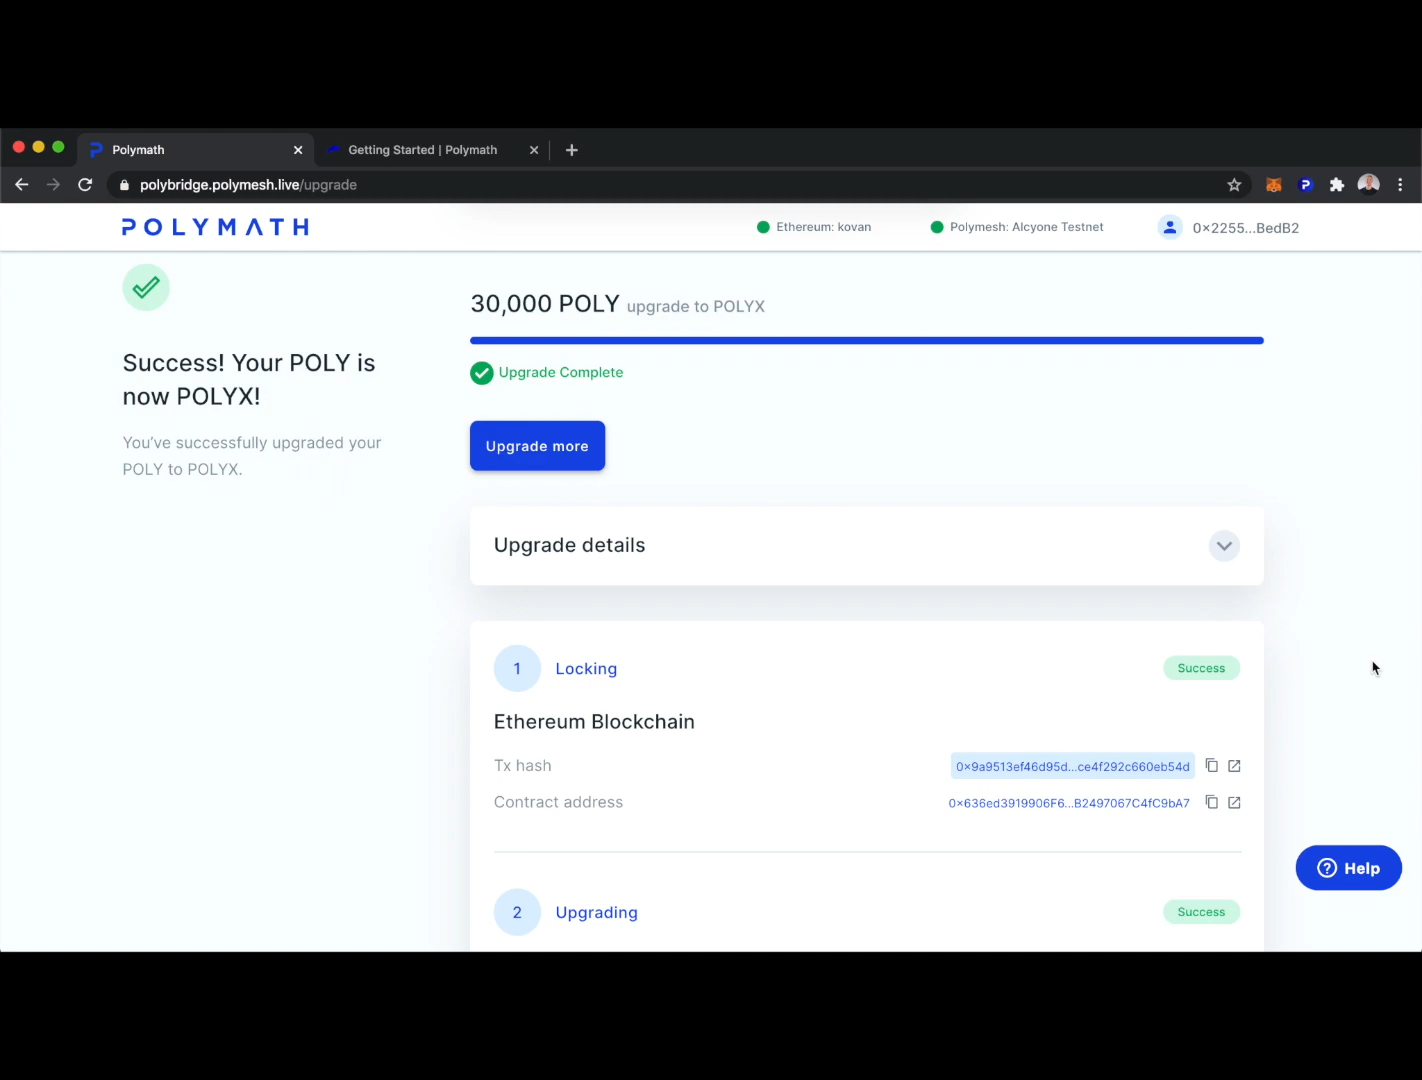 Polymath
Getting Started | Polymath
polybridge.polymesh.live/upgrade
POLYMATH
Ethereum: kovan
Polymesh: Alcyone Testnet
0x2255...BedB2
Success! Your POLY is
now POLYX!
You’ve successfully upgraded your
POLY to POLYX.
30,000 POLY upgrade to POLYX
Upgrade Complete
Upgrade more
Upgrade details
1 Locking Success
Ethereum Blockchain
Tx hash 0x9a9513ef46d95d...ce4f292c660eb54d
Contract address 0x636ed3919906F6...B2497067C4fC9bA7
2 Upgrading Success
Help